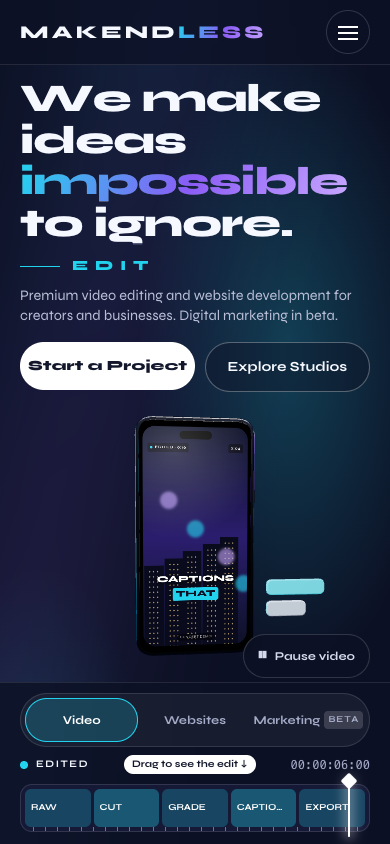 MAKENDLESS
We make
ideas
impossible
to ignore.
EDIT
Premium video editing and website development for
creators and businesses. Digital marketing in beta.
Start a Project
Explore Studios
CAPTIONS
THAT
Pause video
Video
Websites
Marketing BETA
EDITED
Drag to see the edit ↓
00:00:06:00
RAW
CUT
GRADE
CAPTIO…
EXPORT